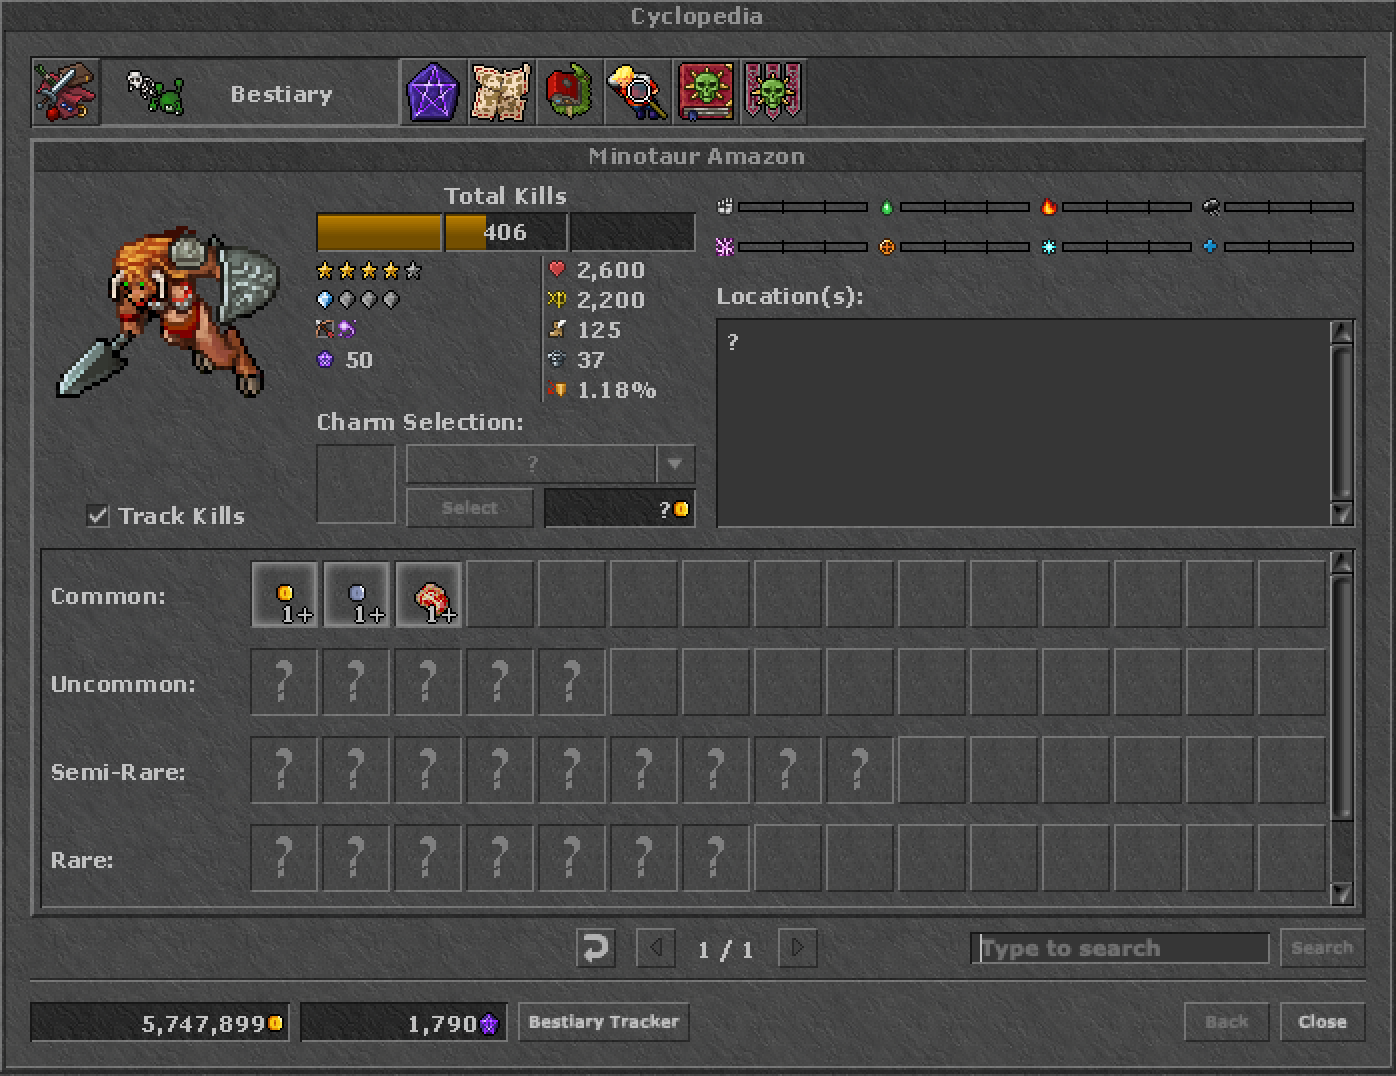 Cyclopedia
Bestiary
Minotaur Amazon
Total Kills
406
2,600
2,200
125
50
37
1.18%
Location(s):
?
Charm Selection:
?
Select
?
Track Kills
Common:
1+ 1+ 1+
Uncommon:
? ? ? ? ?
Semi-Rare:
? ? ? ? ? ? ? ? ?
Rare:
? ? ? ? ? ? ?
1 / 1
Type to search
Search
5,747,899
1,790
Bestiary Tracker
Back
Close